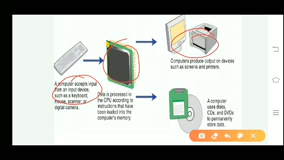 A computer accepts input
from an input device,
such as a keyboard,
mouse, scanner, or
digital camera.
Data is processed in
the CPU according to
instructions that have
been loaded into the
computer's memory.
Computers produce output on devices
such as screens and printers.
A computer
uses disks,
CDs, and DVDs
to permanently
store data.